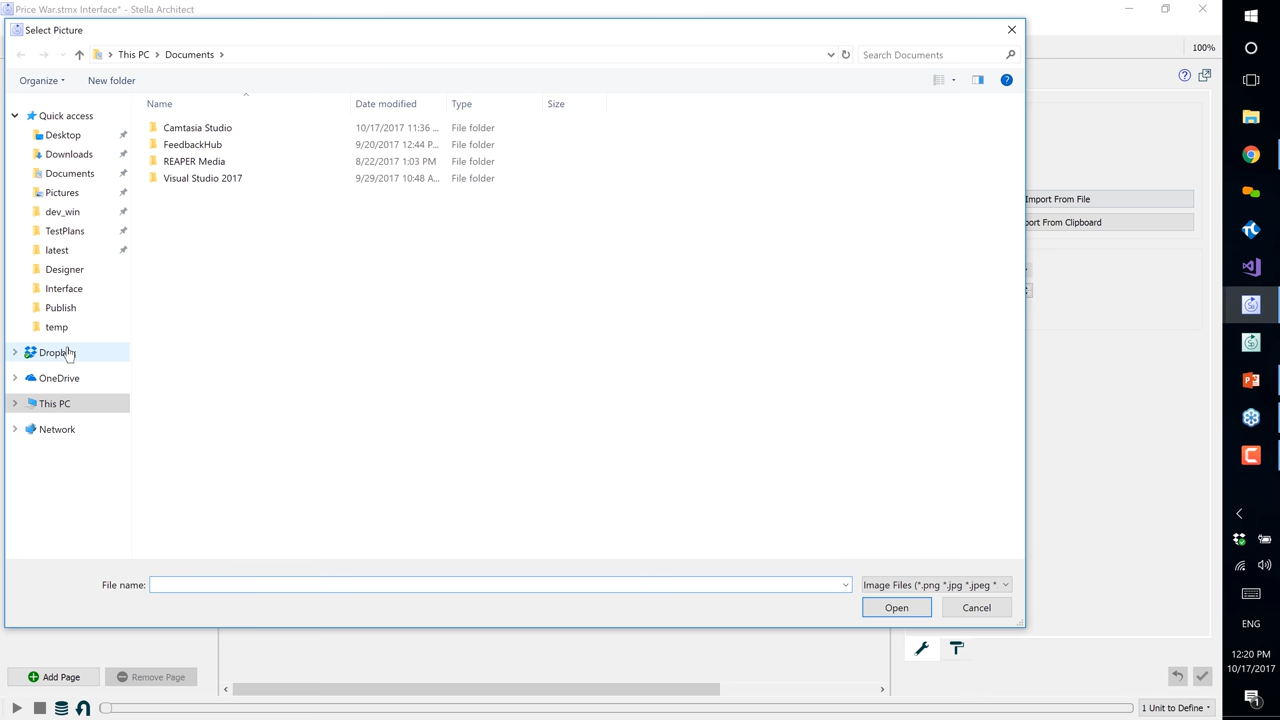 Price War.stmx Interface* - Stella Architect
Select Picture
This PC
Documents
Search Documents
100%
Organize
New folder
Name
Date modified
Type
Size
Quick access
Desktop
Downloads
Documents
Pictures
dev_win
TestPlans
latest
Designer
Interface
Publish
temp
OneDrive
This PC
Network
Camtasia Studio 10/17/2017 11:36 ... File folder
FeedbackHub 9/20/2017 12:44 P... File folder
REAPER Media 8/22/2017 1:03 PM File folder
Visual Studio 2017 9/29/2017 10:48 A... File folder
Import From File
port From Clipboard
File name:
Image Files (*.png *.jpg *.jpeg *
Open
Cancel
Add Page
Remove Page
1 Unit to Define
ENG
12:20 PM
10/17/2017
1